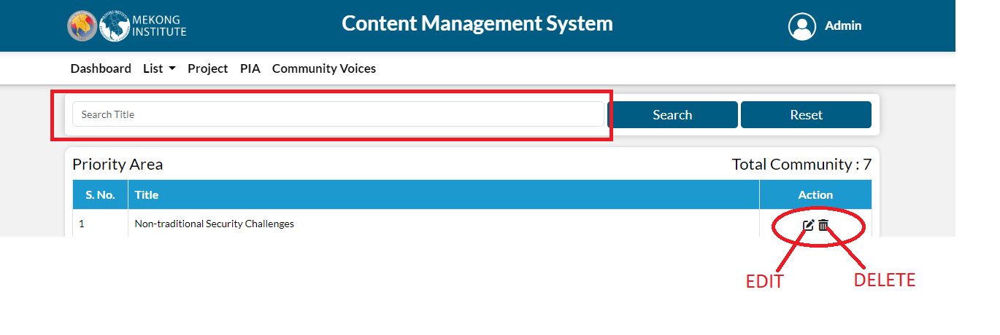 MEKONG
INSTITUTE
Content Management System
Admin
Dashboard List Project PIA Community Voices
Search Title
Search
Reset
Priority Area
Total Community : 7
S. No. Title Action
1 Non-traditional Security Challenges
EDIT
DELETE